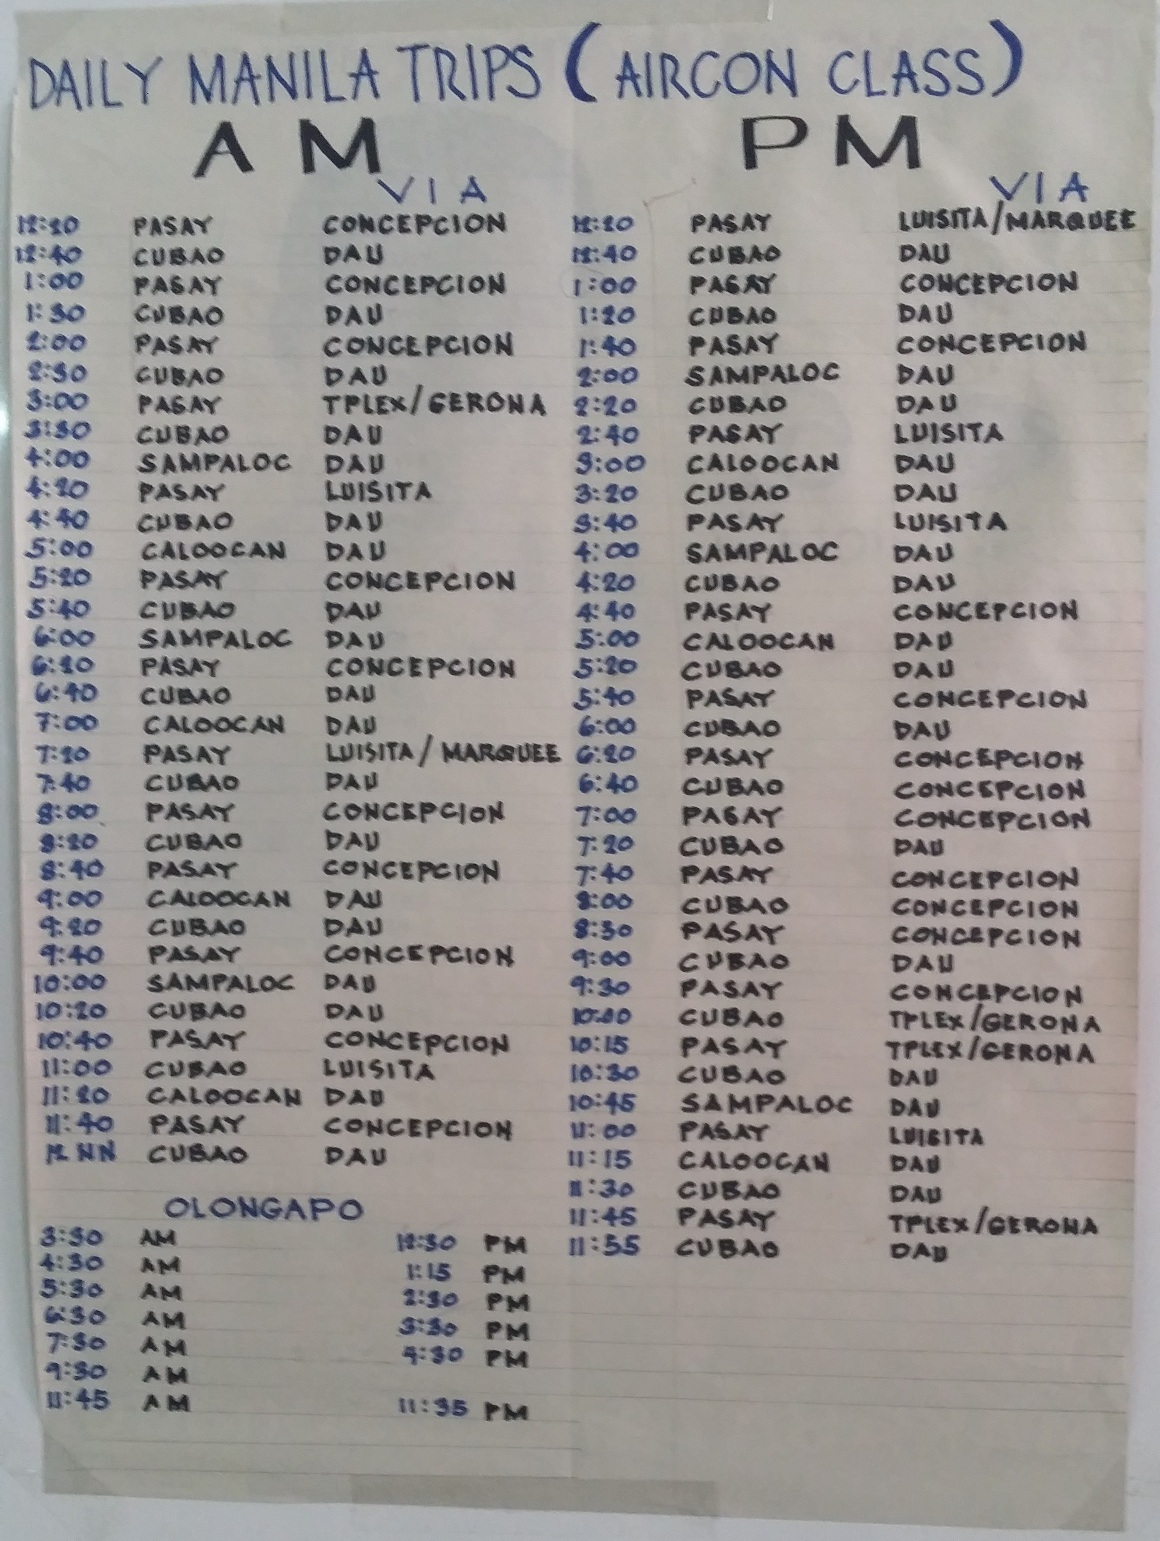 DAILY MANILA TRIPS (AIRCON CLASS)
AM
VIA
12:20 PASAY CONCEPCION
12:40 CUBAO DAU
1:00 PASAY CONCEPCION
1:30 CUBAO DAU
2:00 PASAY CONCEPCION
2:30 CUBAO DAU
3:00 PASAY TPLEX/GERONA
3:30 CUBAO DAU
4:00 SAMPALOC DAU
4:20 PASAY LUISITA
4:40 CUBAO DAU
5:00 CALOOCAN DAU
5:20 PASAY CONCEPCION
5:40 CUBAO DAU
6:00 SAMPALOC DAU
6:20 PASAY CONCEPCION
6:40 CUBAO DAU
7:00 CALOOCAN DAU
7:20 PASAY LUISITA/MARQUEE
7:40 CUBAO DAU
8:00 PASAY CONCEPCION
8:20 CUBAO DAU
8:40 PASAY CONCEPCION
9:00 CALOOCAN DAU
9:20 CUBAO DAU
9:40 PASAY CONCEPCION
10:00 SAMPALOC DAU
10:20 CUBAO DAU
10:40 PASAY CONCEPCION
11:00 CUBAO LUISITA
11:20 CALOOCAN DAU
11:40 PASAY CONCEPCION
12 NN CUBAO DAU
PM
VIA
12:20 PASAY LUISITA/MARQUEE
12:40 CUBAO DAU
1:00 PASAY CONCEPCION
1:20 CUBAO DAU
1:40 PASAY CONCEPCION
2:00 SAMPALOC DAU
2:20 CUBAO DAU
2:40 PASAY LUISITA
3:00 CALOOCAN DAU
3:20 CUBAO DAU
3:40 PASAY LUISITA
4:00 SAMPALOC DAU
4:20 CUBAO DAU
4:40 PASAY CONCEPCION
5:00 CALOOCAN DAU
5:20 CUBAO DAU
5:40 PASAY CONCEPCION
6:00 CUBAO DAU
6:20 PASAY CONCEPCION
6:40 CUBAO CONCEPCION
7:00 PASAY CONCEPCION
7:20 CUBAO DAU
7:40 PASAY CONCEPCION
8:00 CUBAO CONCEPCION
8:30 PASAY CONCEPCION
9:00 CUBAO DAU
9:30 PASAY CONCEPCION
10:00 CUBAO TPLEX/GERONA
10:15 PASAY TPLEX/GERONA
10:30 CUBAO DAU
10:45 SAMPALOC DAU
11:00 PASAY LUISITA
11:15 CALOOCAN DAU
11:30 CUBAO DAU
11:45 PASAY TPLEX/GERONA
11:55 CUBAO DAU
OLONGAPO
3:30 AM 12:30 PM
4:30 AM 1:15 PM
5:30 AM 2:30 PM
6:30 AM 3:30 PM
7:30 AM 4:30 PM
9:30 AM
11:45 AM 11:35 PM